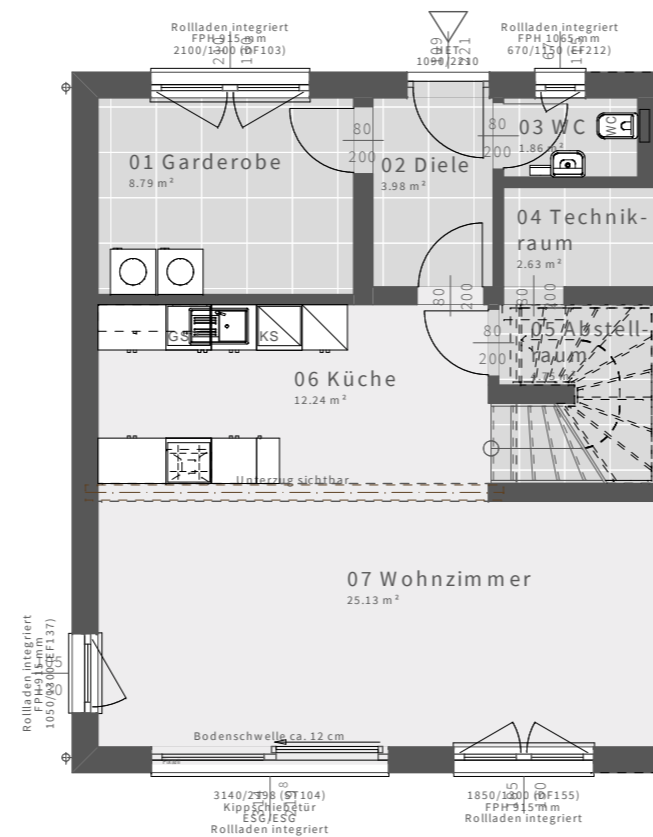 Rollladen integriert
FPH 915 mm
2100/1300 (DF103)
HET
1090/2210
Rollladen integriert
FPH 1065 mm
670/1150 (EF212)
01 Garderobe
8.79 m²
80
200
02 Diele
3.98 m²
80
200
03 WC
1.86 m²
WC
04 Technik-
raum
2.63 m²
80
200
80
200
05 Abstell-
raum
GS
KS
80
200
06 Küche
12.24 m²
Unterzug sichtbar
07 Wohnzimmer
25.13 m²
Rollladen integriert
FPH 915 mm
1050/1300 (EF137)
Bodenschwelle ca. 12 cm
3140/2198 (ST104)
Kippschiebetür
ESG/ESG
Rollladen integriert
1850/1300 (DF155)
FPH 915 mm
Rollladen integriert